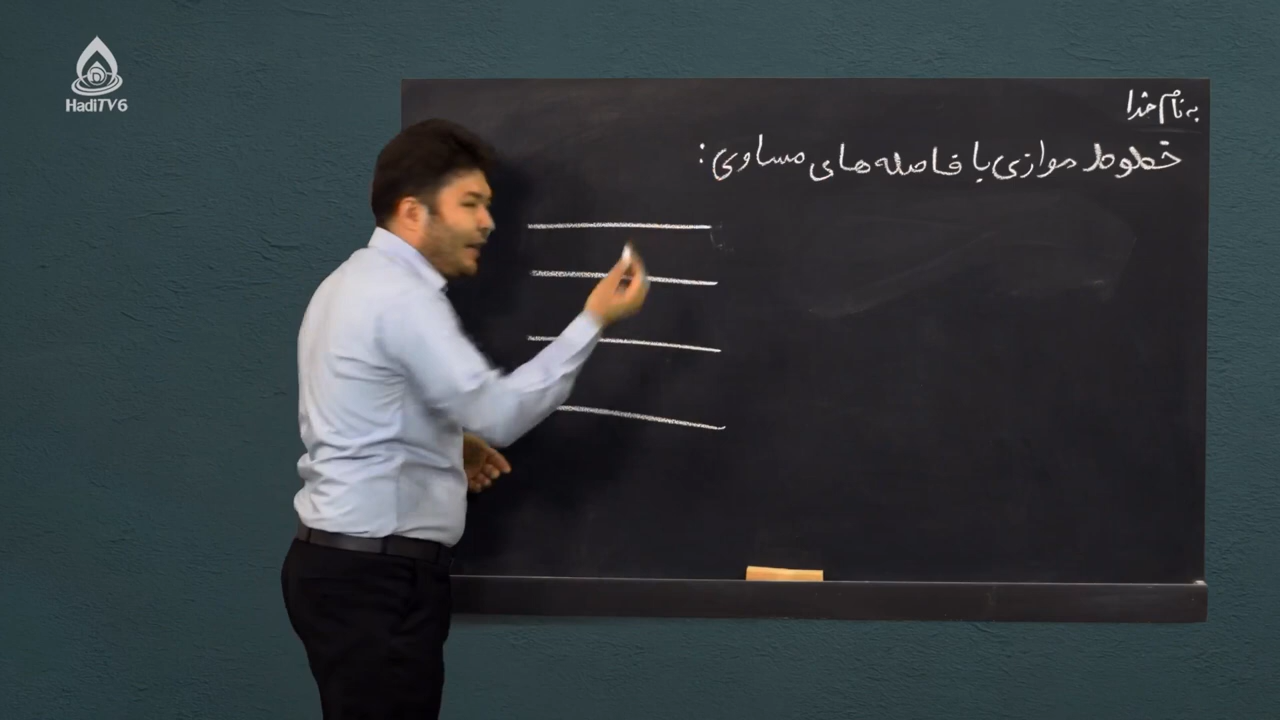 HadiTV6
به نام خدا
خطوط موازی با فاصله های مساوی :